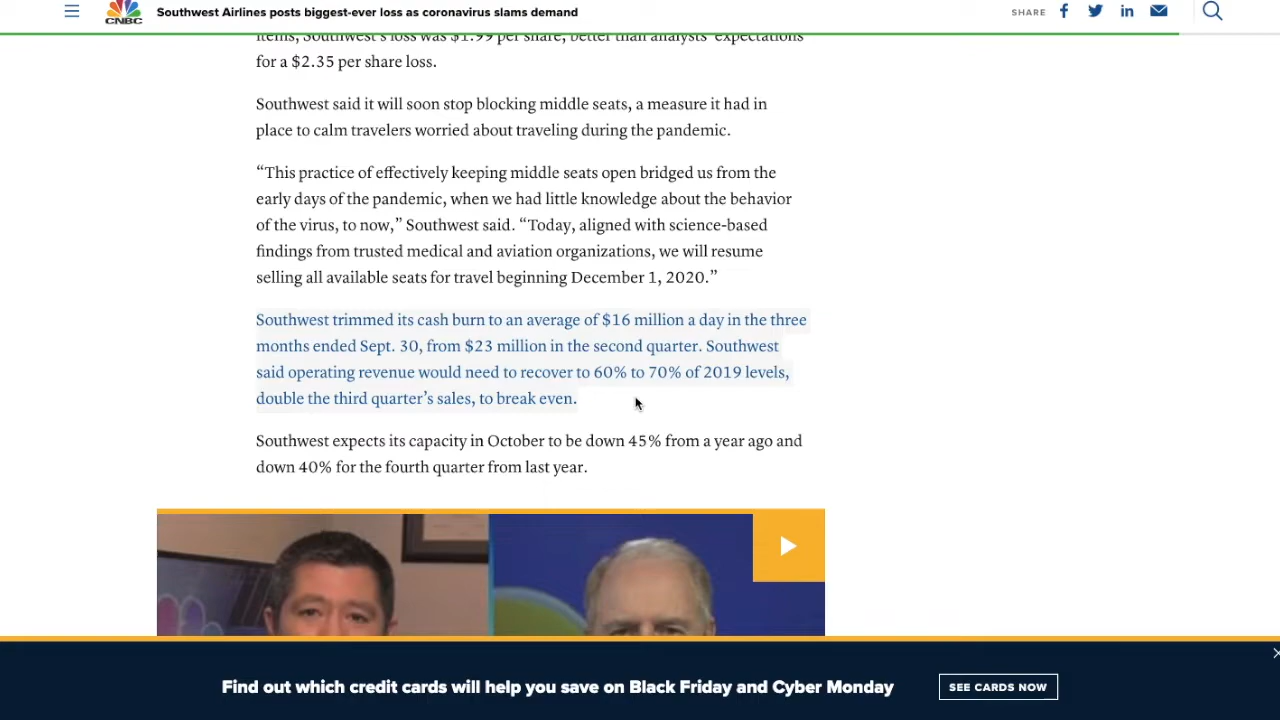 CNBC
Southwest Airlines posts biggest-ever loss as coronavirus slams demand
SHARE
items, Southwest's loss was $1.99 per share, better than analysts' expectations
for a $2.35 per share loss.
Southwest said it will soon stop blocking middle seats, a measure it had in
place to calm travelers worried about traveling during the pandemic.
“This practice of effectively keeping middle seats open bridged us from the
early days of the pandemic, when we had little knowledge about the behavior
of the virus, to now,” Southwest said. “Today, aligned with science-based
findings from trusted medical and aviation organizations, we will resume
selling all available seats for travel beginning December 1, 2020.”
Southwest trimmed its cash burn to an average of $16 million a day in the three
months ended Sept. 30, from $23 million in the second quarter. Southwest
said operating revenue would need to recover to 60% to 70% of 2019 levels,
double the third quarter’s sales, to break even.
Southwest expects its capacity in October to be down 45% from a year ago and
down 40% for the fourth quarter from last year.
Find out which credit cards will help you save on Black Friday and Cyber Monday
SEE CARDS NOW